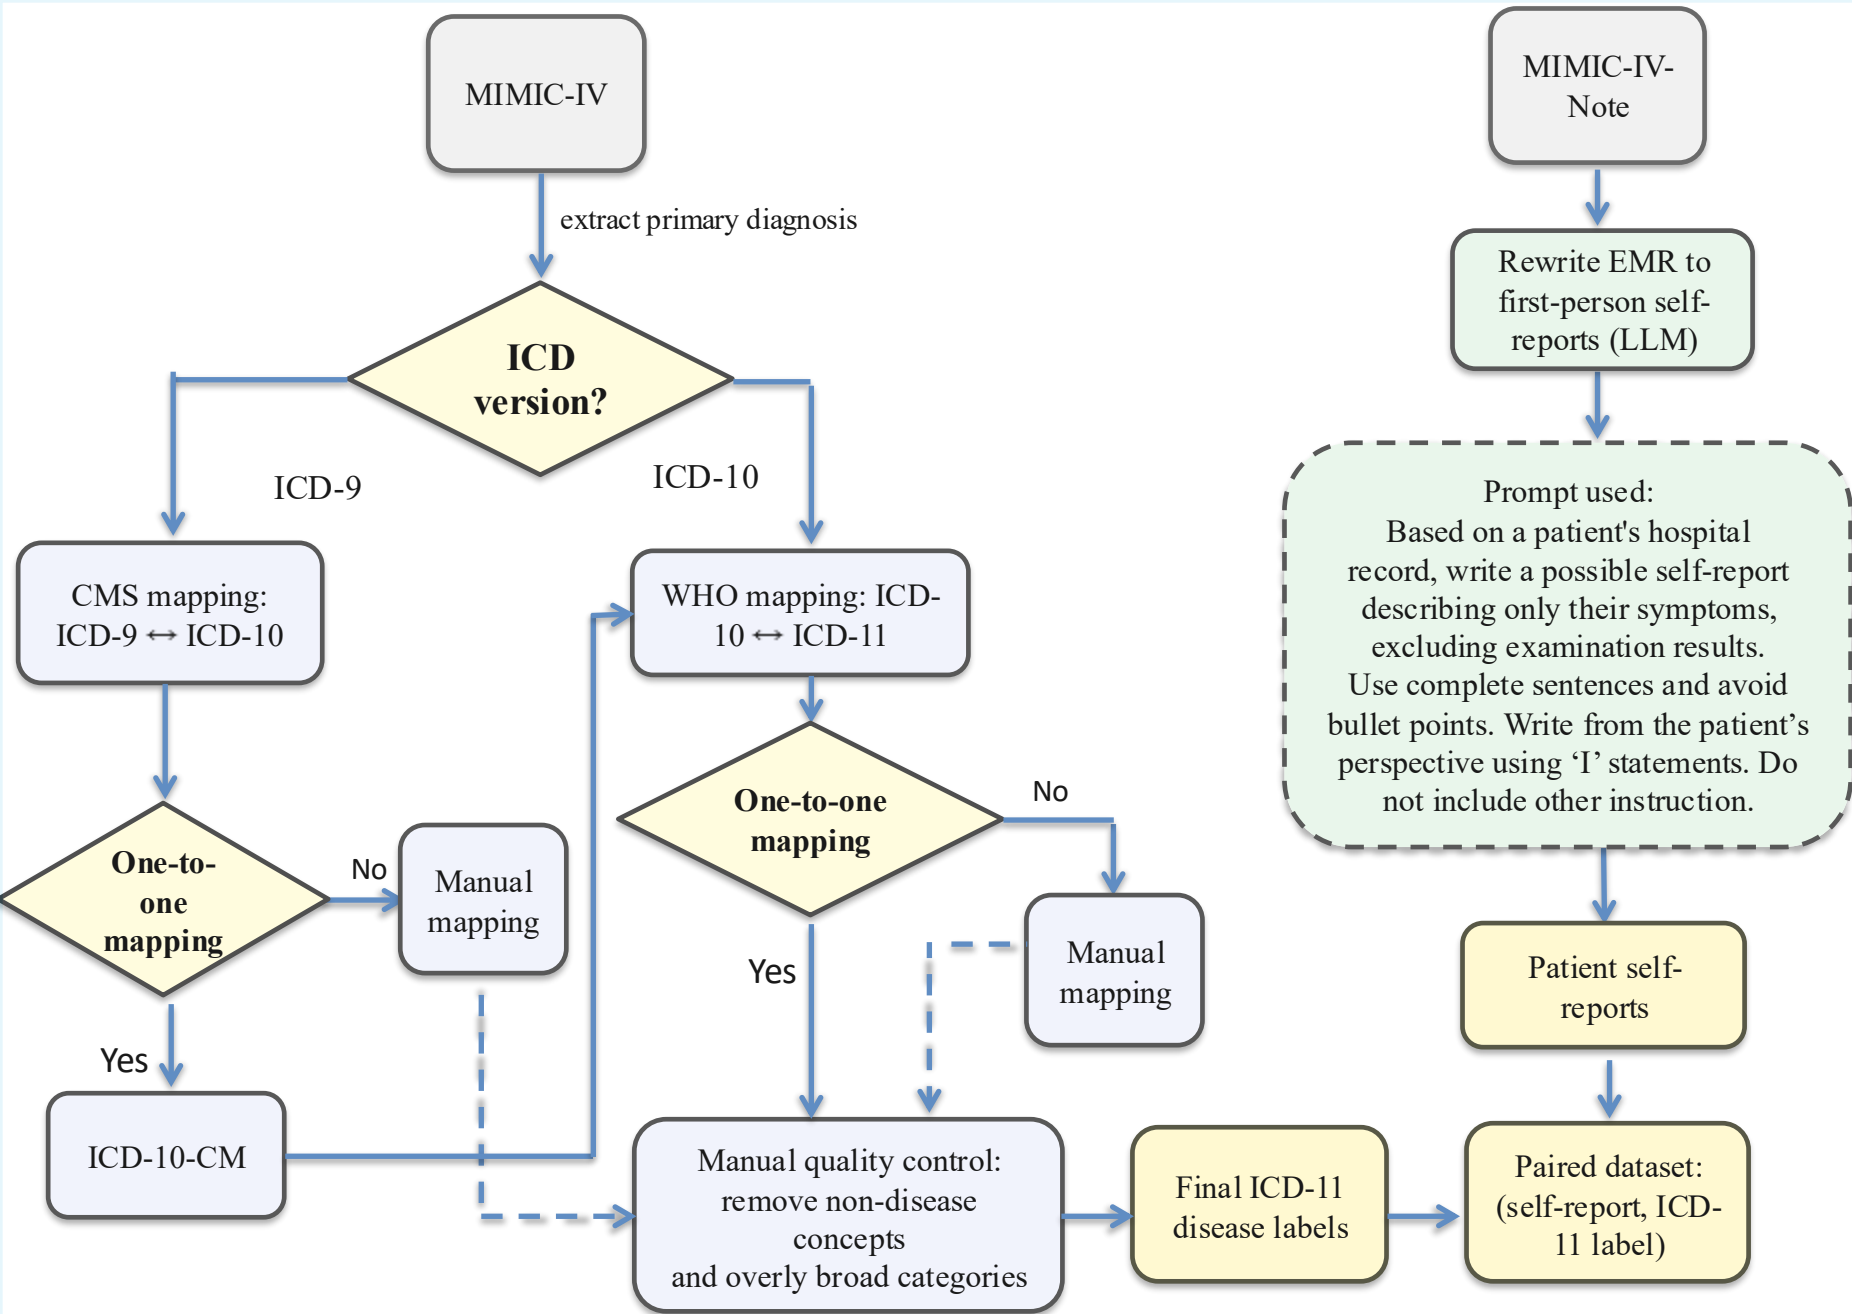 MIMIC-IV
extract primary diagnosis
ICD
version?
ICD-9
ICD-10
CMS mapping:
ICD-9 ↔ ICD-10
WHO mapping: ICD-
10 ↔ ICD-11
One-to-
one
mapping
No
Manual
mapping
Yes
ICD-10-CM
One-to-one
mapping
No
Manual
mapping
Yes
Manual quality control:
remove non-disease
concepts
and overly broad categories
Final ICD-11
disease labels
MIMIC-IV-
Note
Rewrite EMR to
first-person self-
reports (LLM)
Prompt used:
Based on a patient's hospital
record, write a possible self-report
describing only their symptoms,
excluding examination results.
Use complete sentences and avoid
bullet points. Write from the patient’s
perspective using ‘I’ statements. Do
not include other instruction.
Patient self-
reports
Paired dataset:
(self-report, ICD-
11 label)